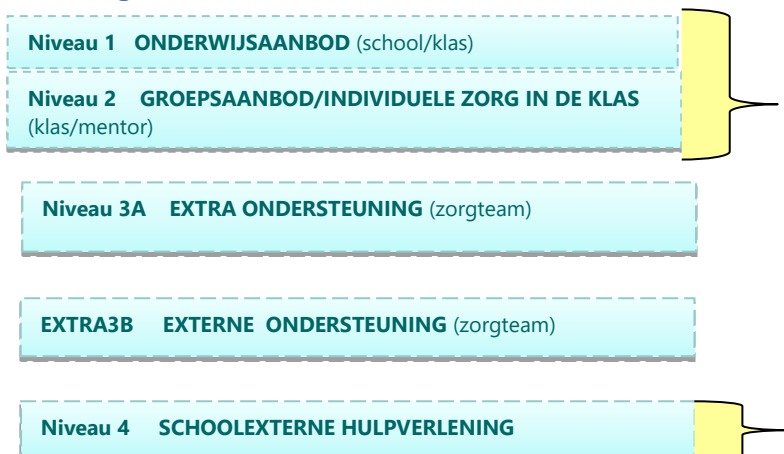 Niveau 1 ONDERWIJSAANBOD (school/klas)
Niveau 2 GROEPSAANBOD/INDIVIDUELE ZORG IN DE KLAS
(klas/mentor)
Niveau 3A EXTRA ONDERSTEUNING (zorgteam)
EXTRA3B EXTERNE ONDERSTEUNING (zorgteam)
Niveau 4 SCHOOLEXTERNE HULPVERLENING